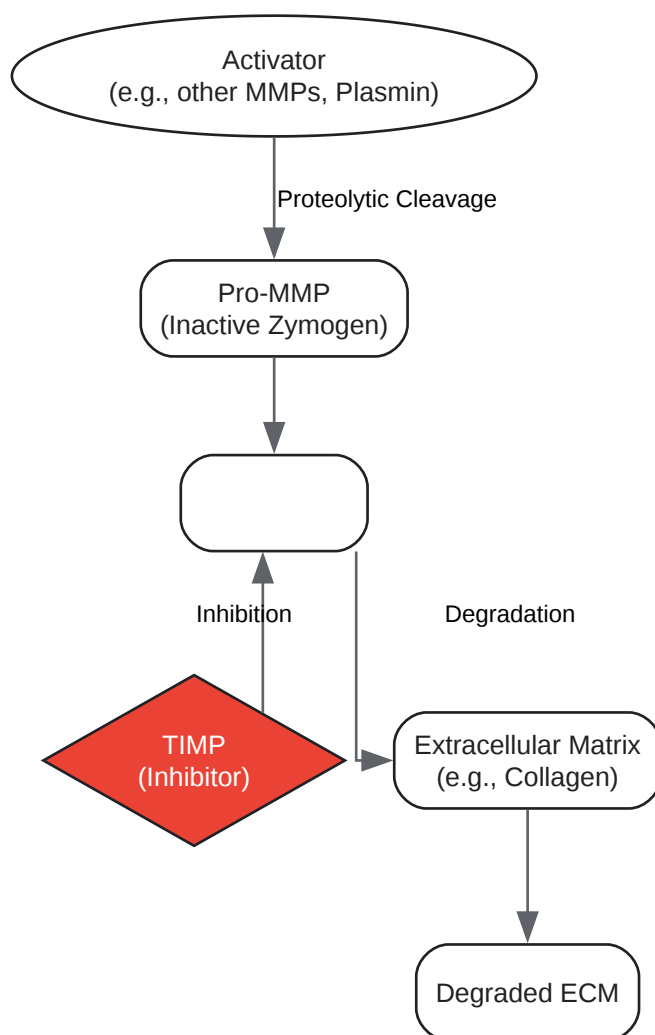 Activator
(e.g., other MMPs, Plasmin)
Proteolytic Cleavage
Pro-MMP
(Inactive Zymogen)
Inhibition
Degradation
TIMP
(Inhibitor)
Extracellular Matrix
(e.g., Collagen)
Degraded ECM